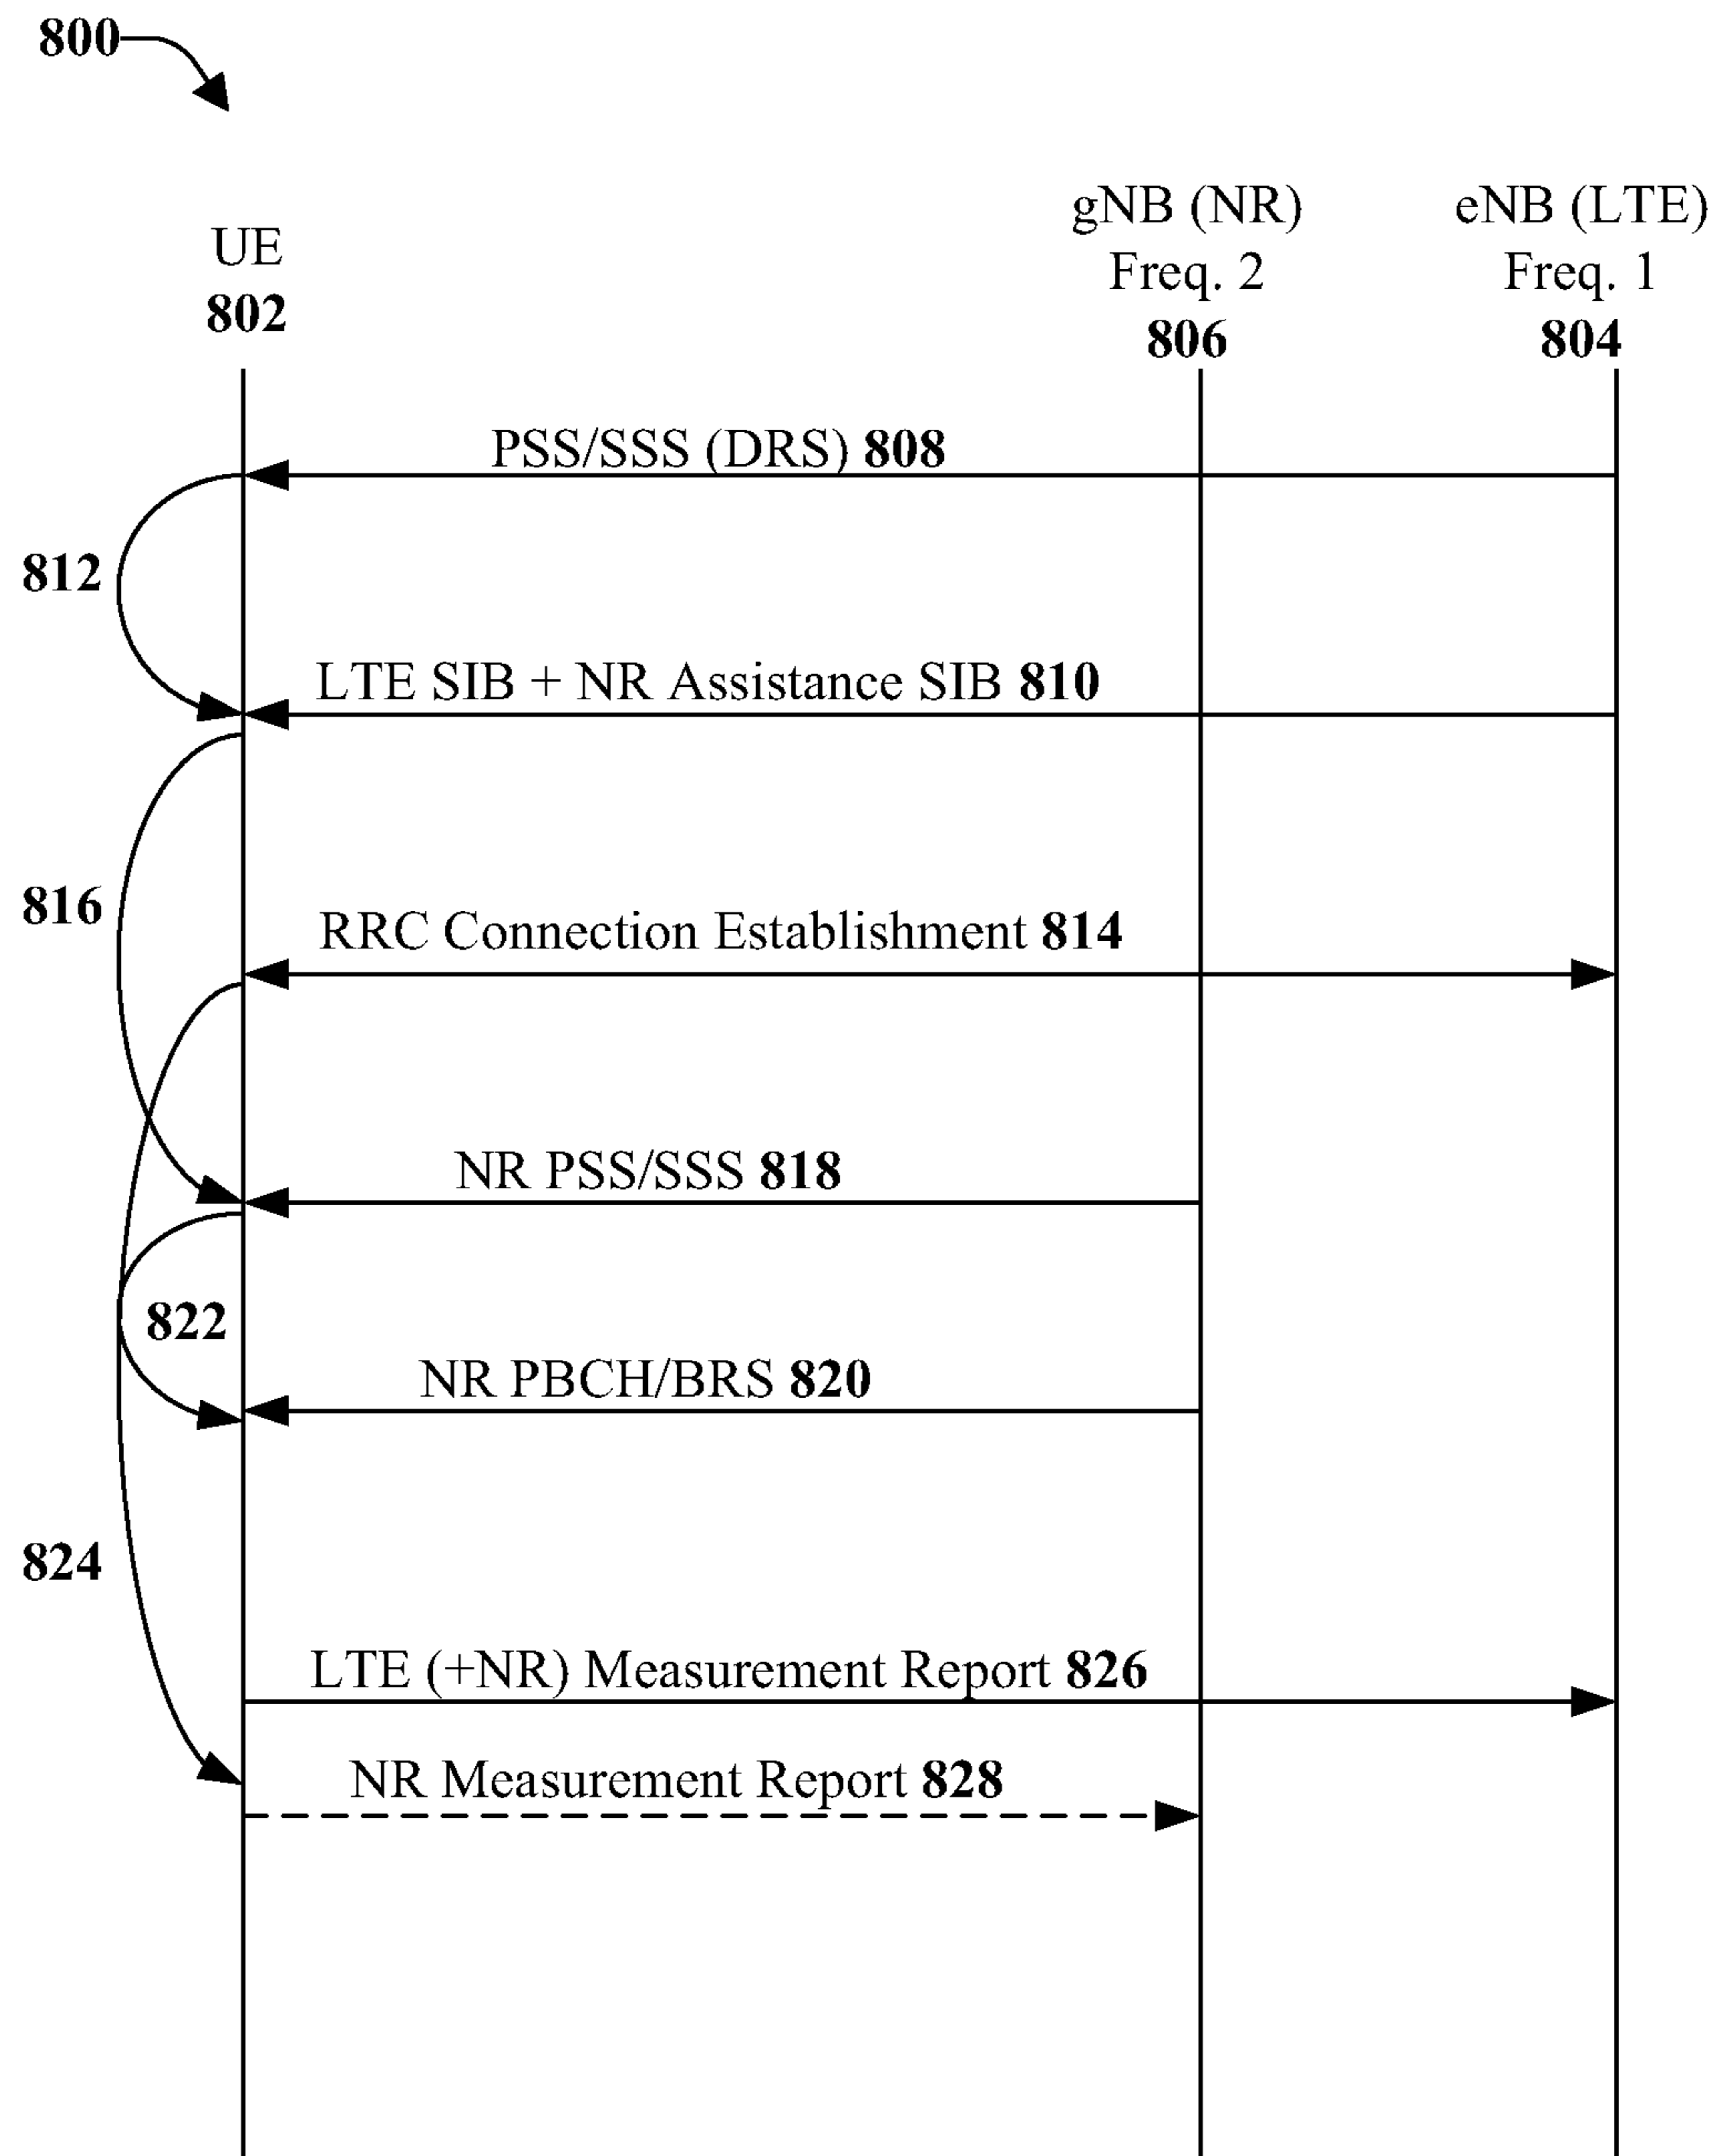 800
UE
802
gNB (NR)
Freq. 2
806
eNB (LTE)
Freq. 1
804
PSS/SSS (DRS) 808
812
LTE SIB + NR Assistance SIB 810
816
RRC Connection Establishment 814
NR PSS/SSS 818
822
NR PBCH/BRS 820
824
LTE (+NR) Measurement Report 826
NR Measurement Report 828